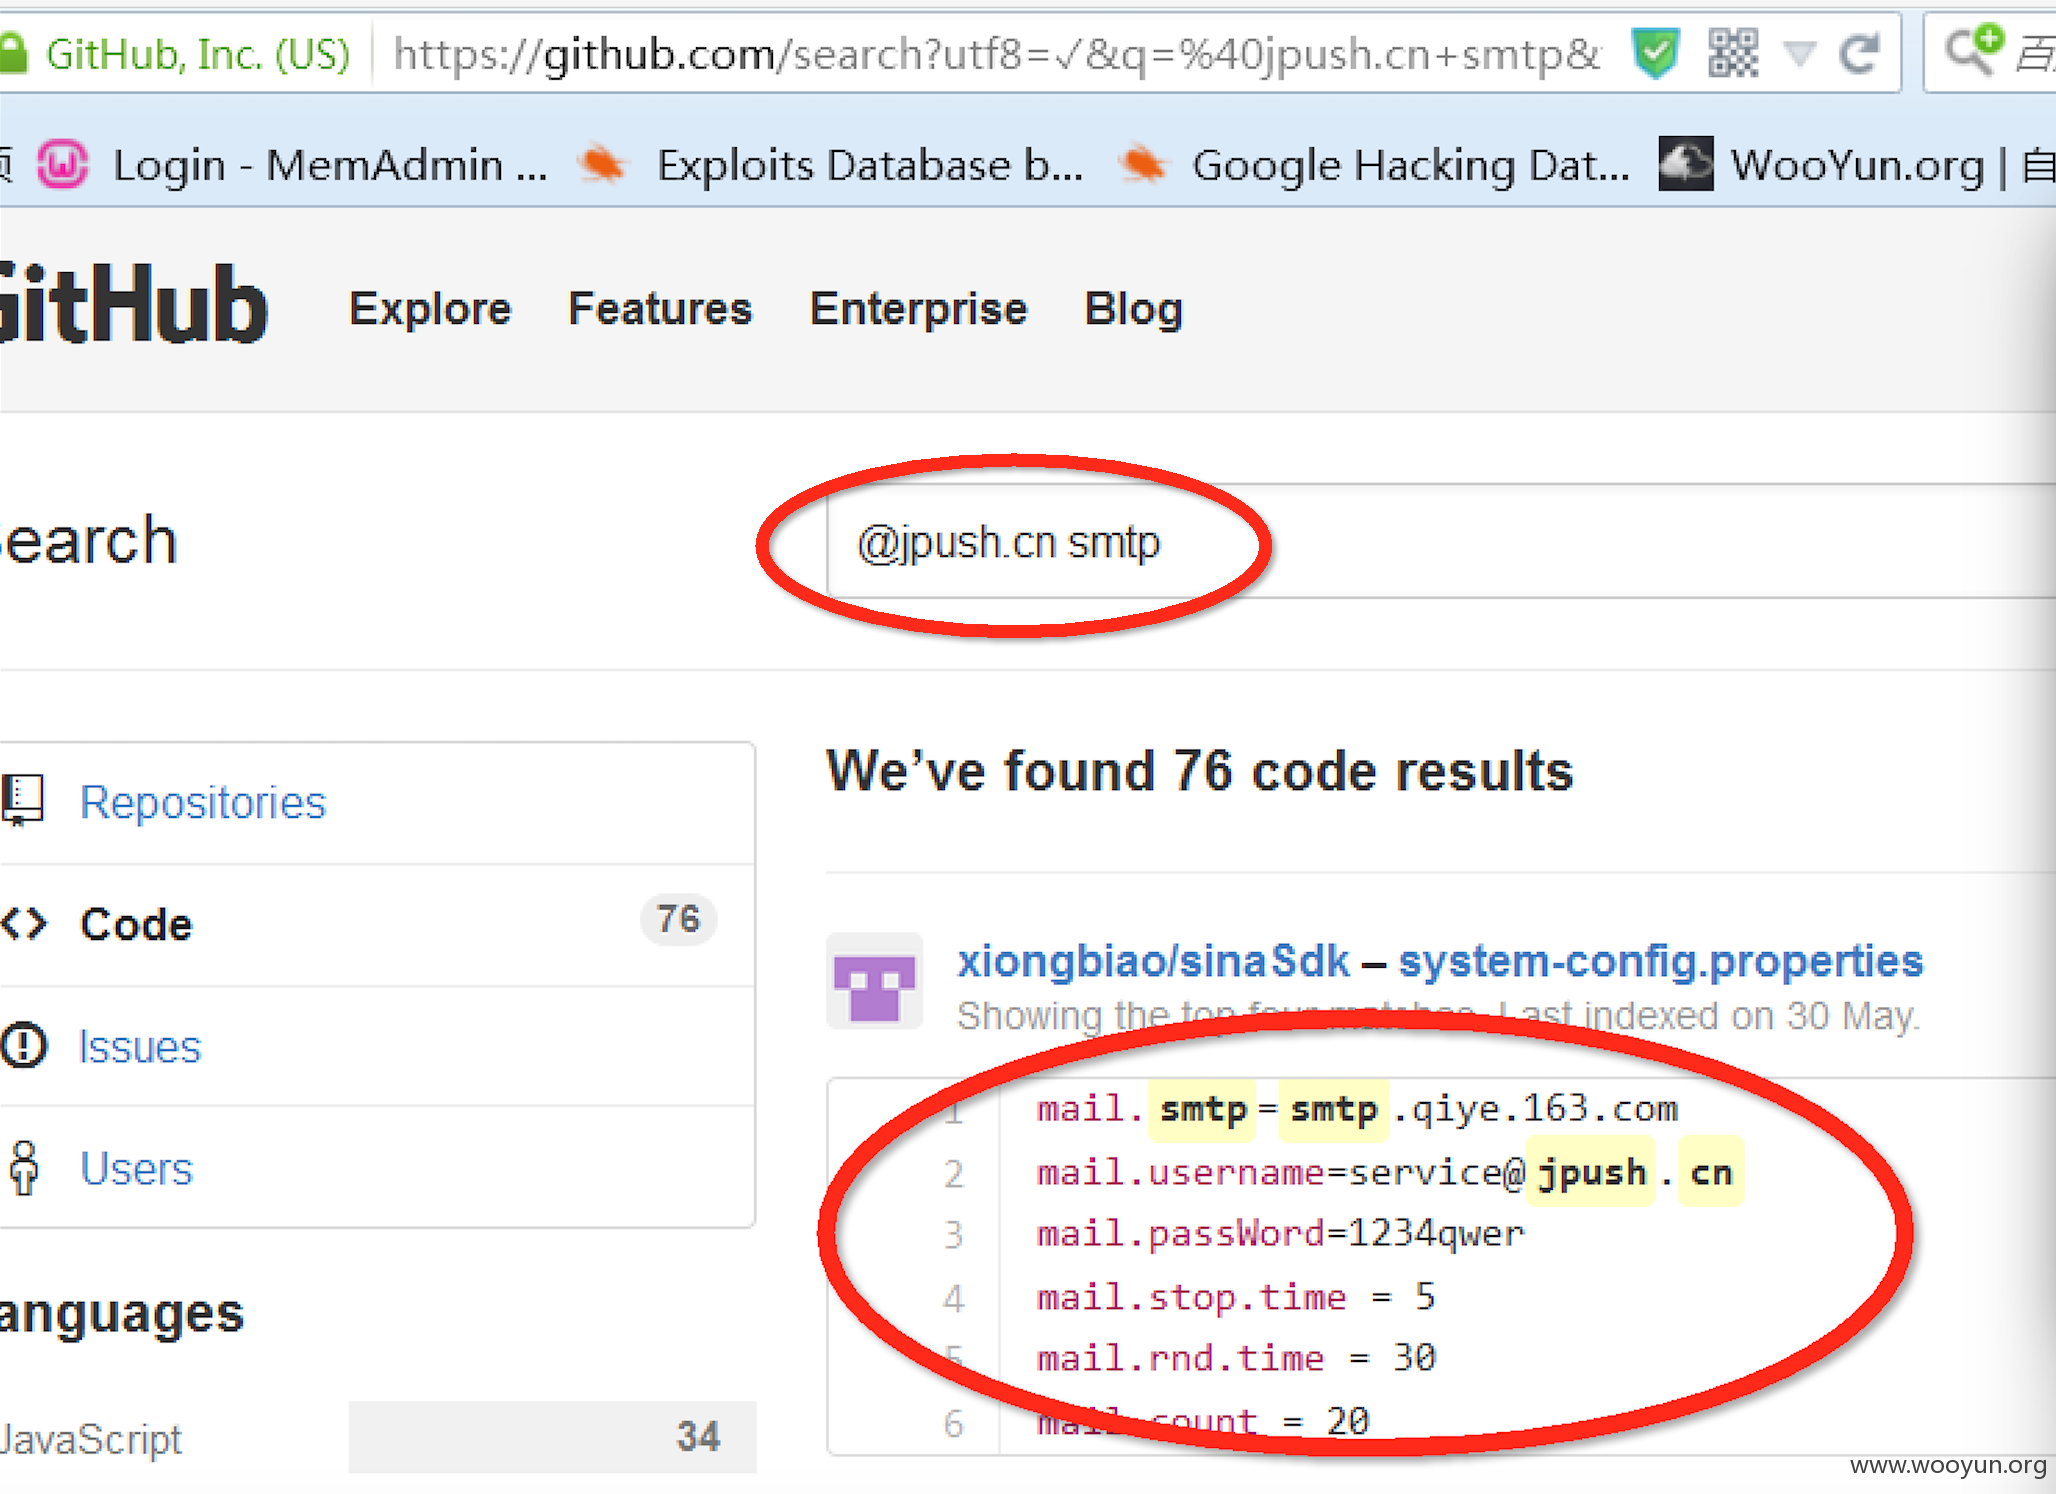 GitHub, Inc. (US) https://github.com/search?utf8=✓&q=%40jpush.cn+smtp&
Login - MemAdmin ... Exploits Database b... Google Hacking Dat... WooYun.org | 自
GitHub Explore Features Enterprise Blog
Search
@jpush.cn smtp
We've found 76 code results
Repositories
Code 76
Issues
Users
xiongbiao/sinaSdk – system-config.properties
Showing the top four matches. Last indexed on 30 May.
1 mail.smtp=smtp.qiye.163.com
2 mail.username=service@jpush.cn
3 mail.passWord=1234qwer
4 mail.stop.time = 5
5 mail.rnd.time = 30
6 mail.count = 20
Languages
JavaScript 34
www.wooyun.org